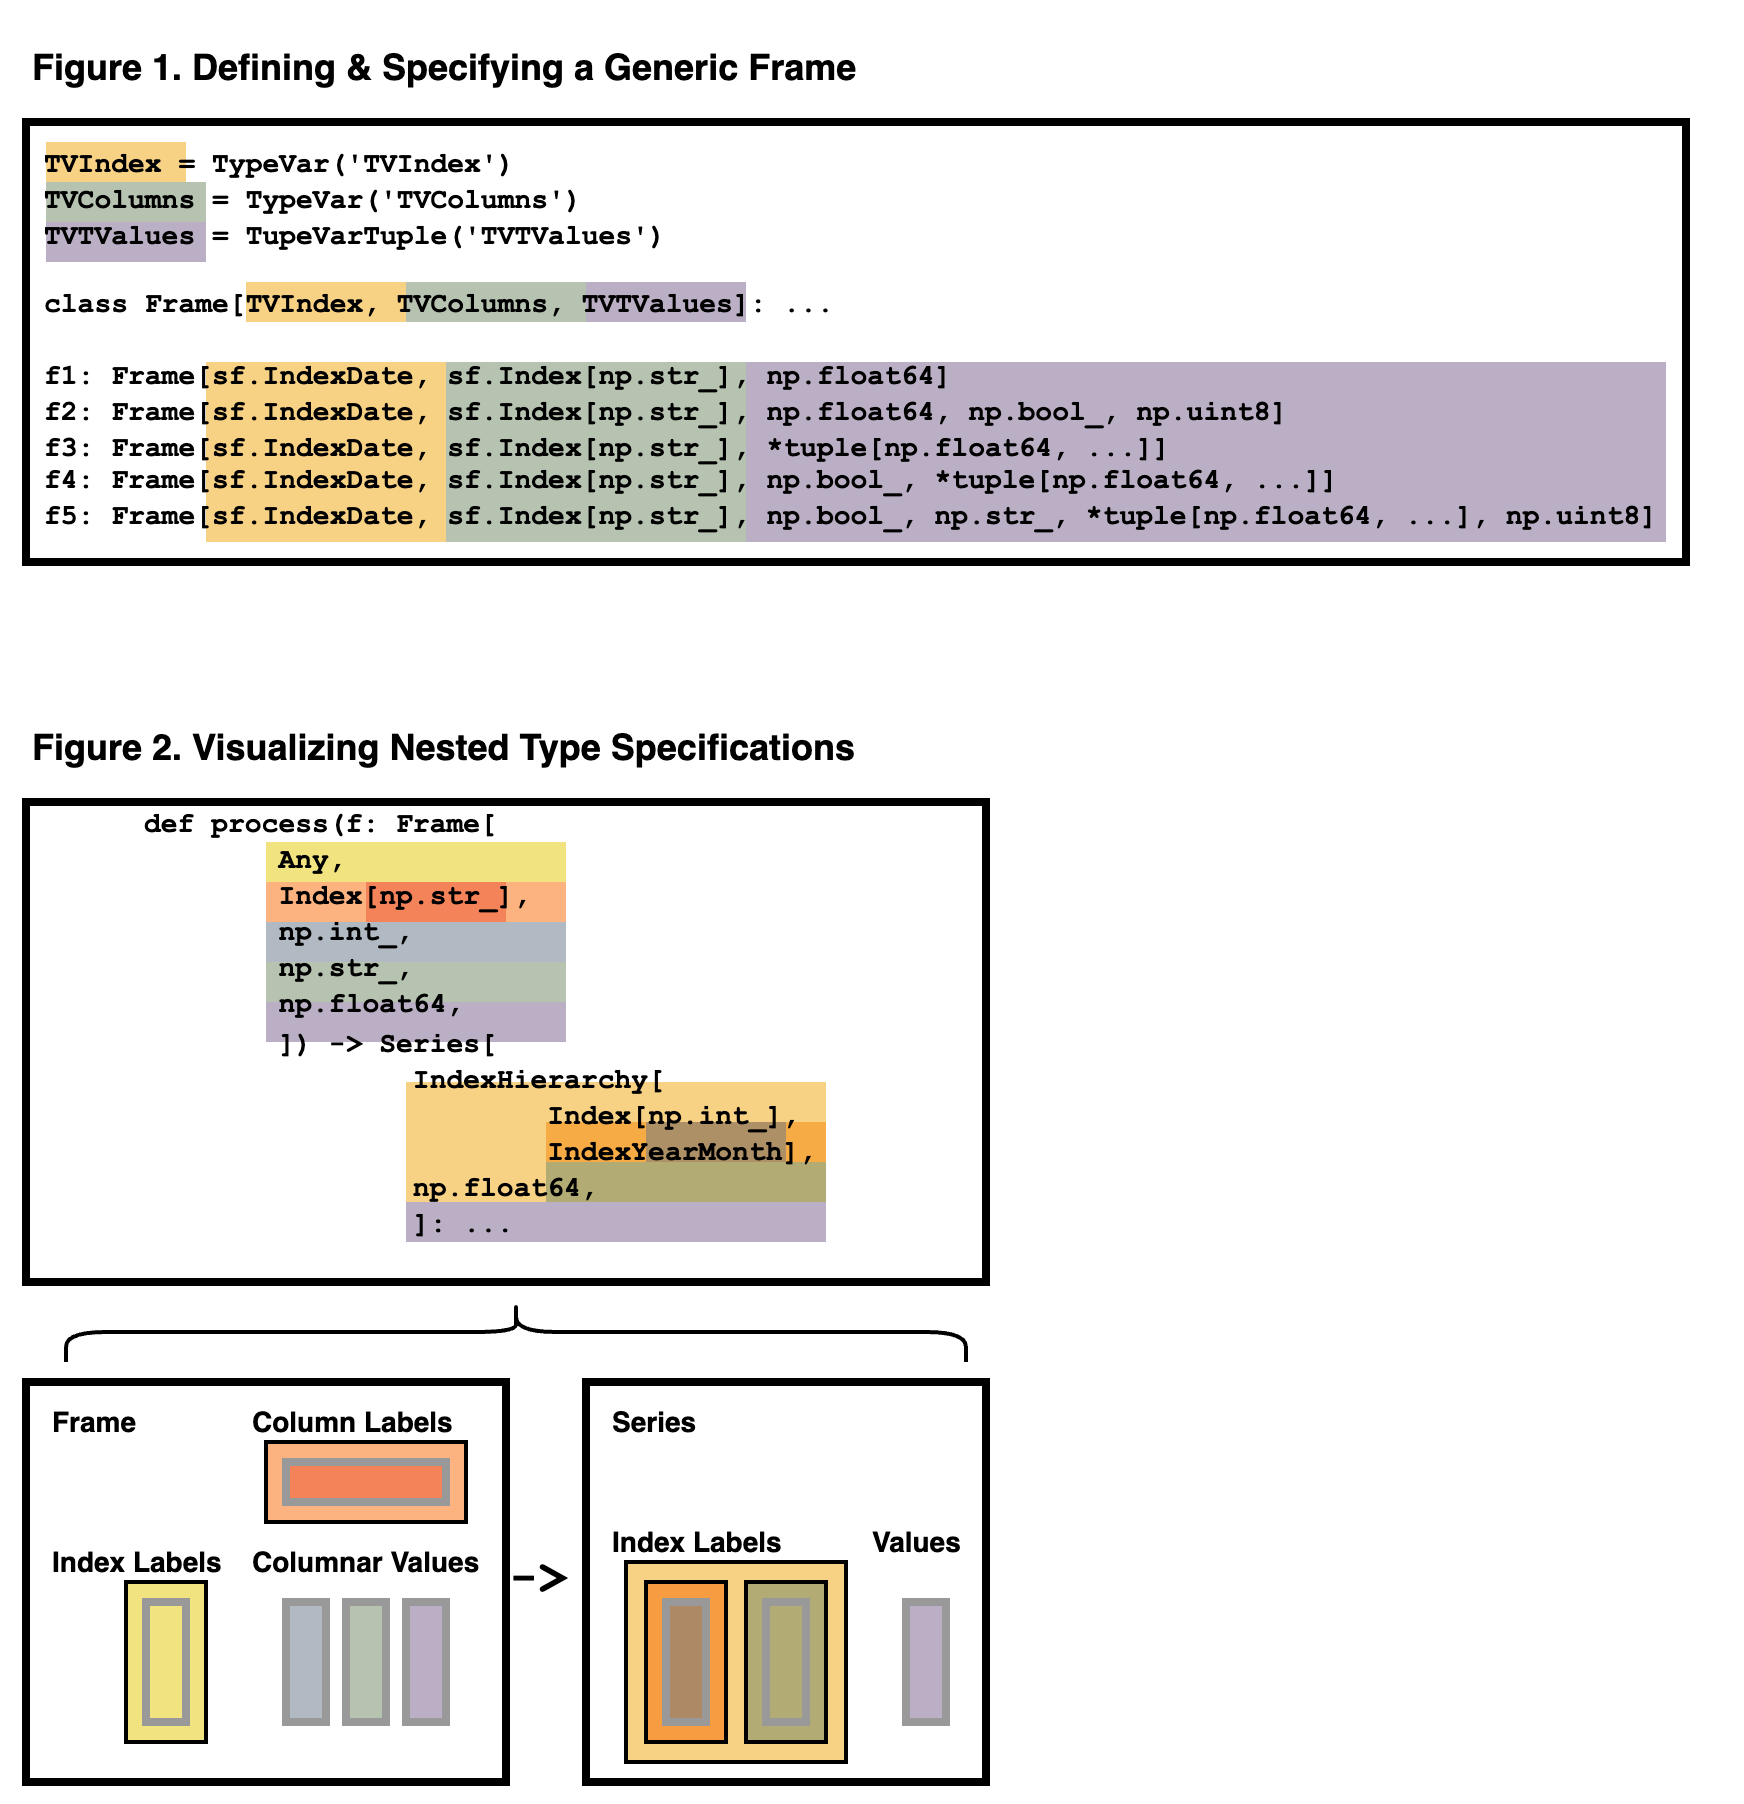 Figure 1. Defining & Specifying a Generic Frame
TVIndex = TypeVar('TVIndex')
TVColumns = TypeVar('TVColumns')
TVTValues = TupeVarTuple('TVTValues')
class Frame[TVIndex, TVColumns, TVTValues]: ...
f1: Frame[sf.IndexDate, sf.Index[np.str_], np.float64]
f2: Frame[sf.IndexDate, sf.Index[np.str_], np.float64, np.bool_, np.uint8]
f3: Frame[sf.IndexDate, sf.Index[np.str_], *tuple[np.float64, ...]]
f4: Frame[sf.IndexDate, sf.Index[np.str_], np.bool_, *tuple[np.float64, ...]]
f5: Frame[sf.IndexDate, sf.Index[np.str_], np.bool_, np.str_, *tuple[np.float64, ...], np.uint8]
Figure 2. Visualizing Nested Type Specifications
def process(f: Frame[
Any,
Index[np.str_],
np.int_,
np.str_,
np.float64,
]) -> Series[
IndexHierarchy[
Index[np.int_],
IndexYearMonth],
np.float64,
]: ...
Frame
Column Labels
Index Labels
Columnar Values
->
Series
Index Labels
Values